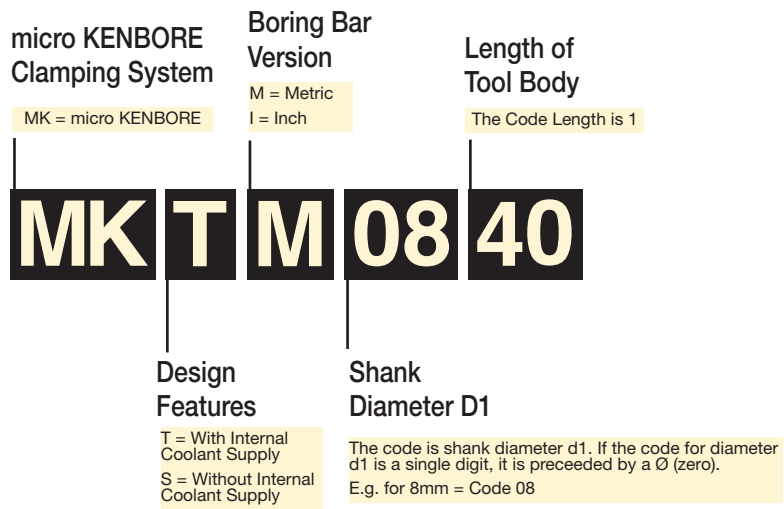 micro KENBORE
Clamping System
MK = micro KENBORE
Boring Bar
Version
M = Metric
I = Inch
Length of
Tool Body
The Code Length is 1
MK T M 08 40
Design
Features
T = With Internal
Coolant Supply
S = Without Internal
Coolant Supply
Shank
Diameter D1
The code is shank diameter d1. If the code for diameter
d1 is a single digit, it is preceeded by a Ø (zero).
E.g. for 8mm = Code 08